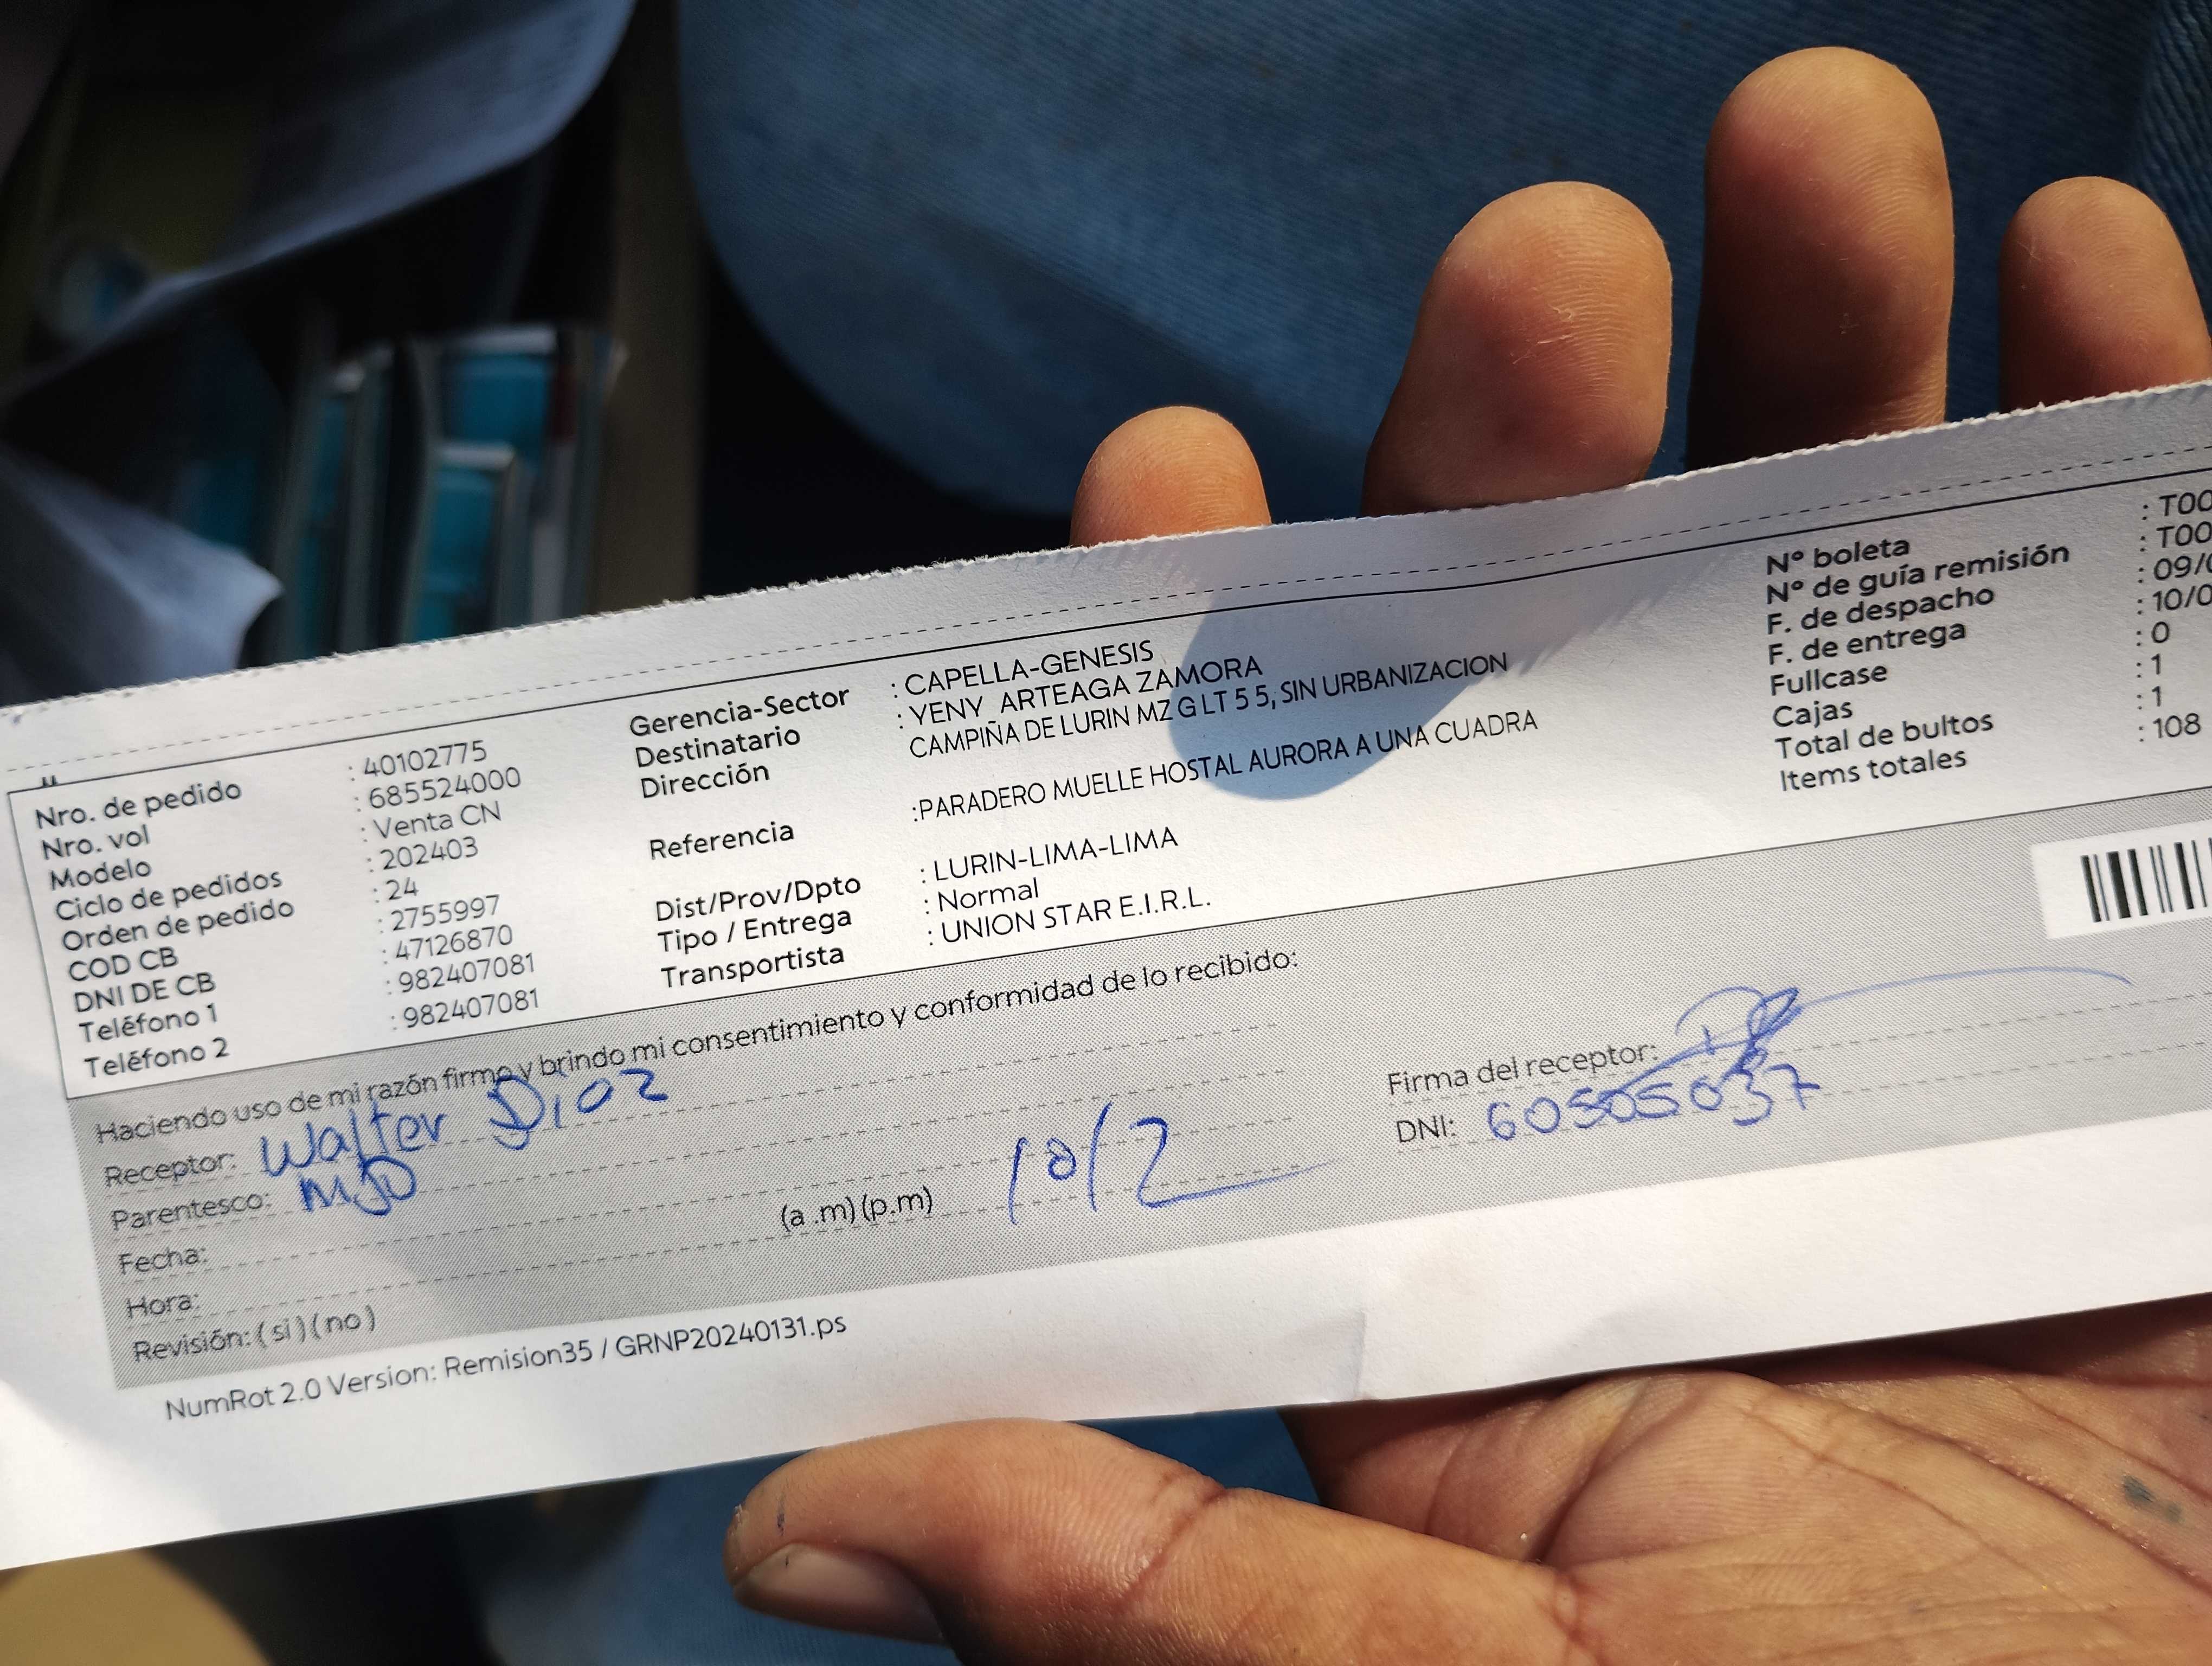 Nro. de pedido : 40102775
Nro. vol : 685524000
Modelo : Venta CN
Ciclo de pedidos : 202403
Orden de pedido : 24
COD CB : 2755997
DNI DE CB : 47126870
Teléfono 1 : 982407081
Teléfono 2 : 982407081
Gerencia-Sector : CAPELLA-GENESIS
Destinatario : YENY ARTEAGA ZAMORA
Dirección CAMPIÑA DE LURIN MZ G LT 5 5, SIN URBANIZACION
Referencia :PARADERO MUELLE HOSTAL AURORA A UNA CUADRA
Dist/Prov/Dpto : LURIN-LIMA-LIMA
Tipo / Entrega : Normal
Transportista : UNION STAR E.I.R.L.
Nº boleta : T00
Nº de guía remisión : T00
F. de despacho : 09/0
F. de entrega : 10/0
Fullcase : 0
Cajas : 1
Total de bultos : 1
Items totales : 108
Haciendo uso de mi razón firmo y brindo mi consentimiento y conformidad de lo recibido:
Receptor: Walter Dioz
Parentesco:
Fecha:
Hora: (a .m) (p.m) 10/2
Revisión: ( si ) ( no )
Firma del receptor:
DNI: 60505037
NumRot 2.0 Version: Remision35 / GRNP20240131.ps